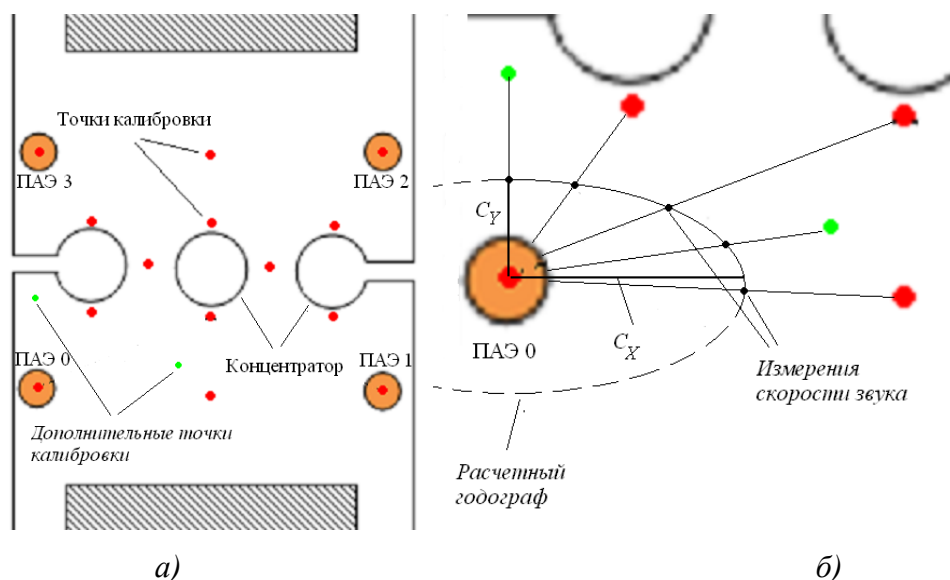 Точки калибровки
ПАЭ 3
ПАЭ 2
ПАЭ 0
ПАЭ 1
Концентратор
Дополнительные точки
калибровки
а)
C_Y
ПАЭ 0
C_X
Измерения
скорости звука
Расчетный
годограф
б)